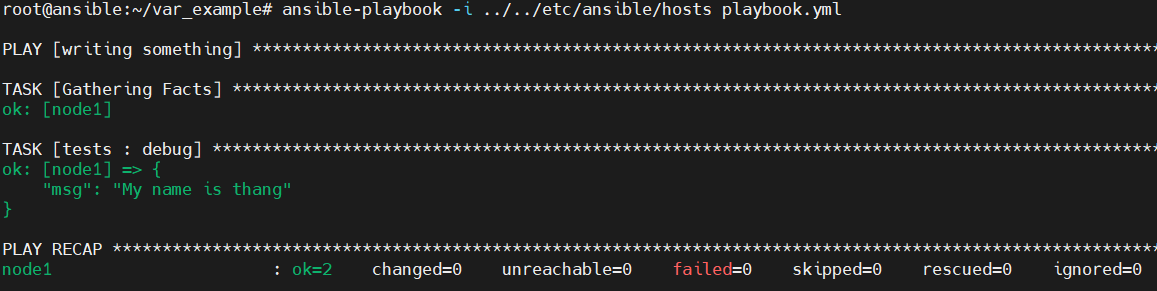 root@ansible:~/var_example# ansible-playbook -i ../../etc/ansible/hosts playbook.yml
PLAY [writing something] *******************************************************************************************
TASK [Gathering Facts] *********************************************************************************************
ok: [node1]
TASK [tests : debug] ***********************************************************************************************
ok: [node1] => {
    "msg": "My name is thang"
}
PLAY RECAP *********************************************************************************************************
node1                      : ok=2    changed=0    unreachable=0    failed=0    skipped=0    rescued=0    ignored=0